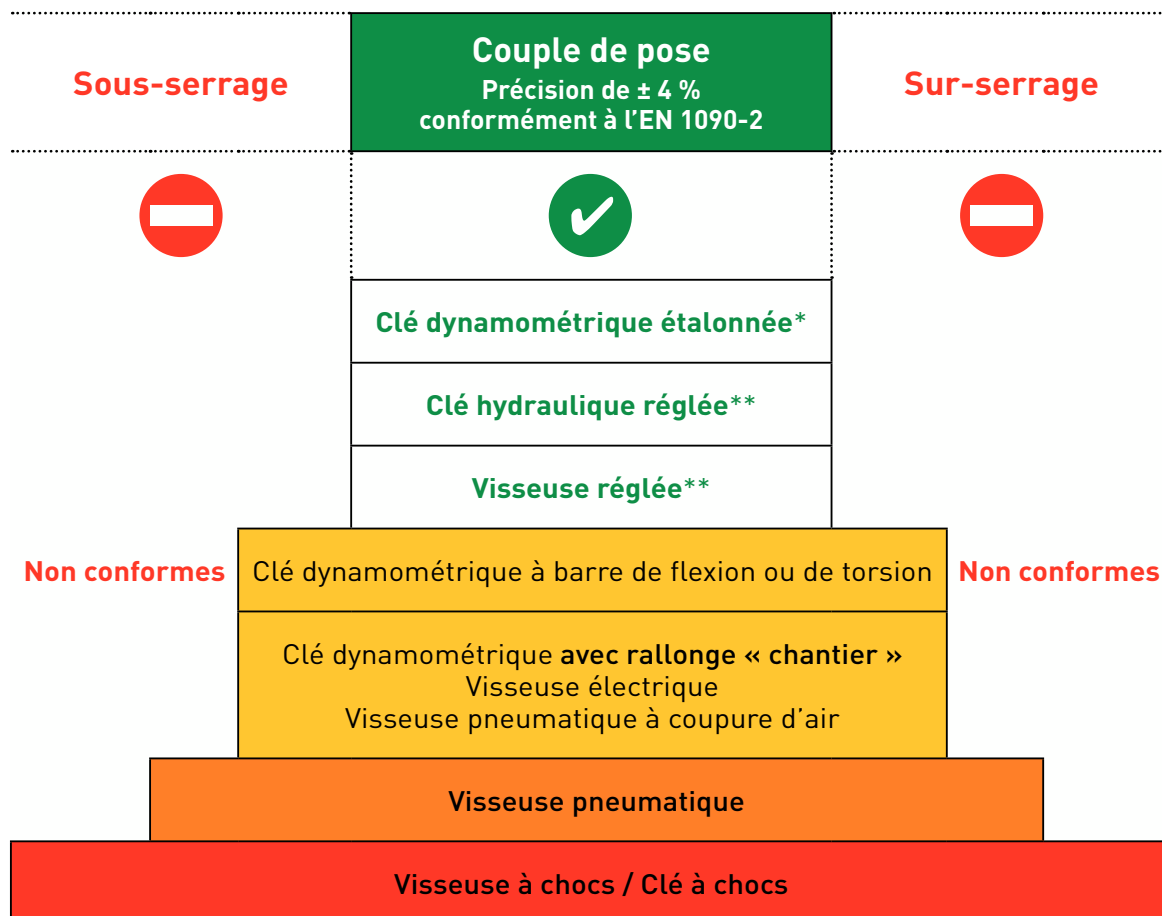 Sous-serrage
Couple de pose
Précision de ± 4 %
conformément à l’EN 1090-2
Sur-serrage
Clé dynamométrique étalonnée*
Clé hydraulique réglée**
Visseuse réglée**
Non conformes
Clé dynamométrique à barre de flexion ou de torsion
Non conformes
Clé dynamométrique avec rallonge « chantier »
Visseuse électrique
Visseuse pneumatique à coupure d’air
Visseuse pneumatique
Visseuse à chocs / Clé à chocs